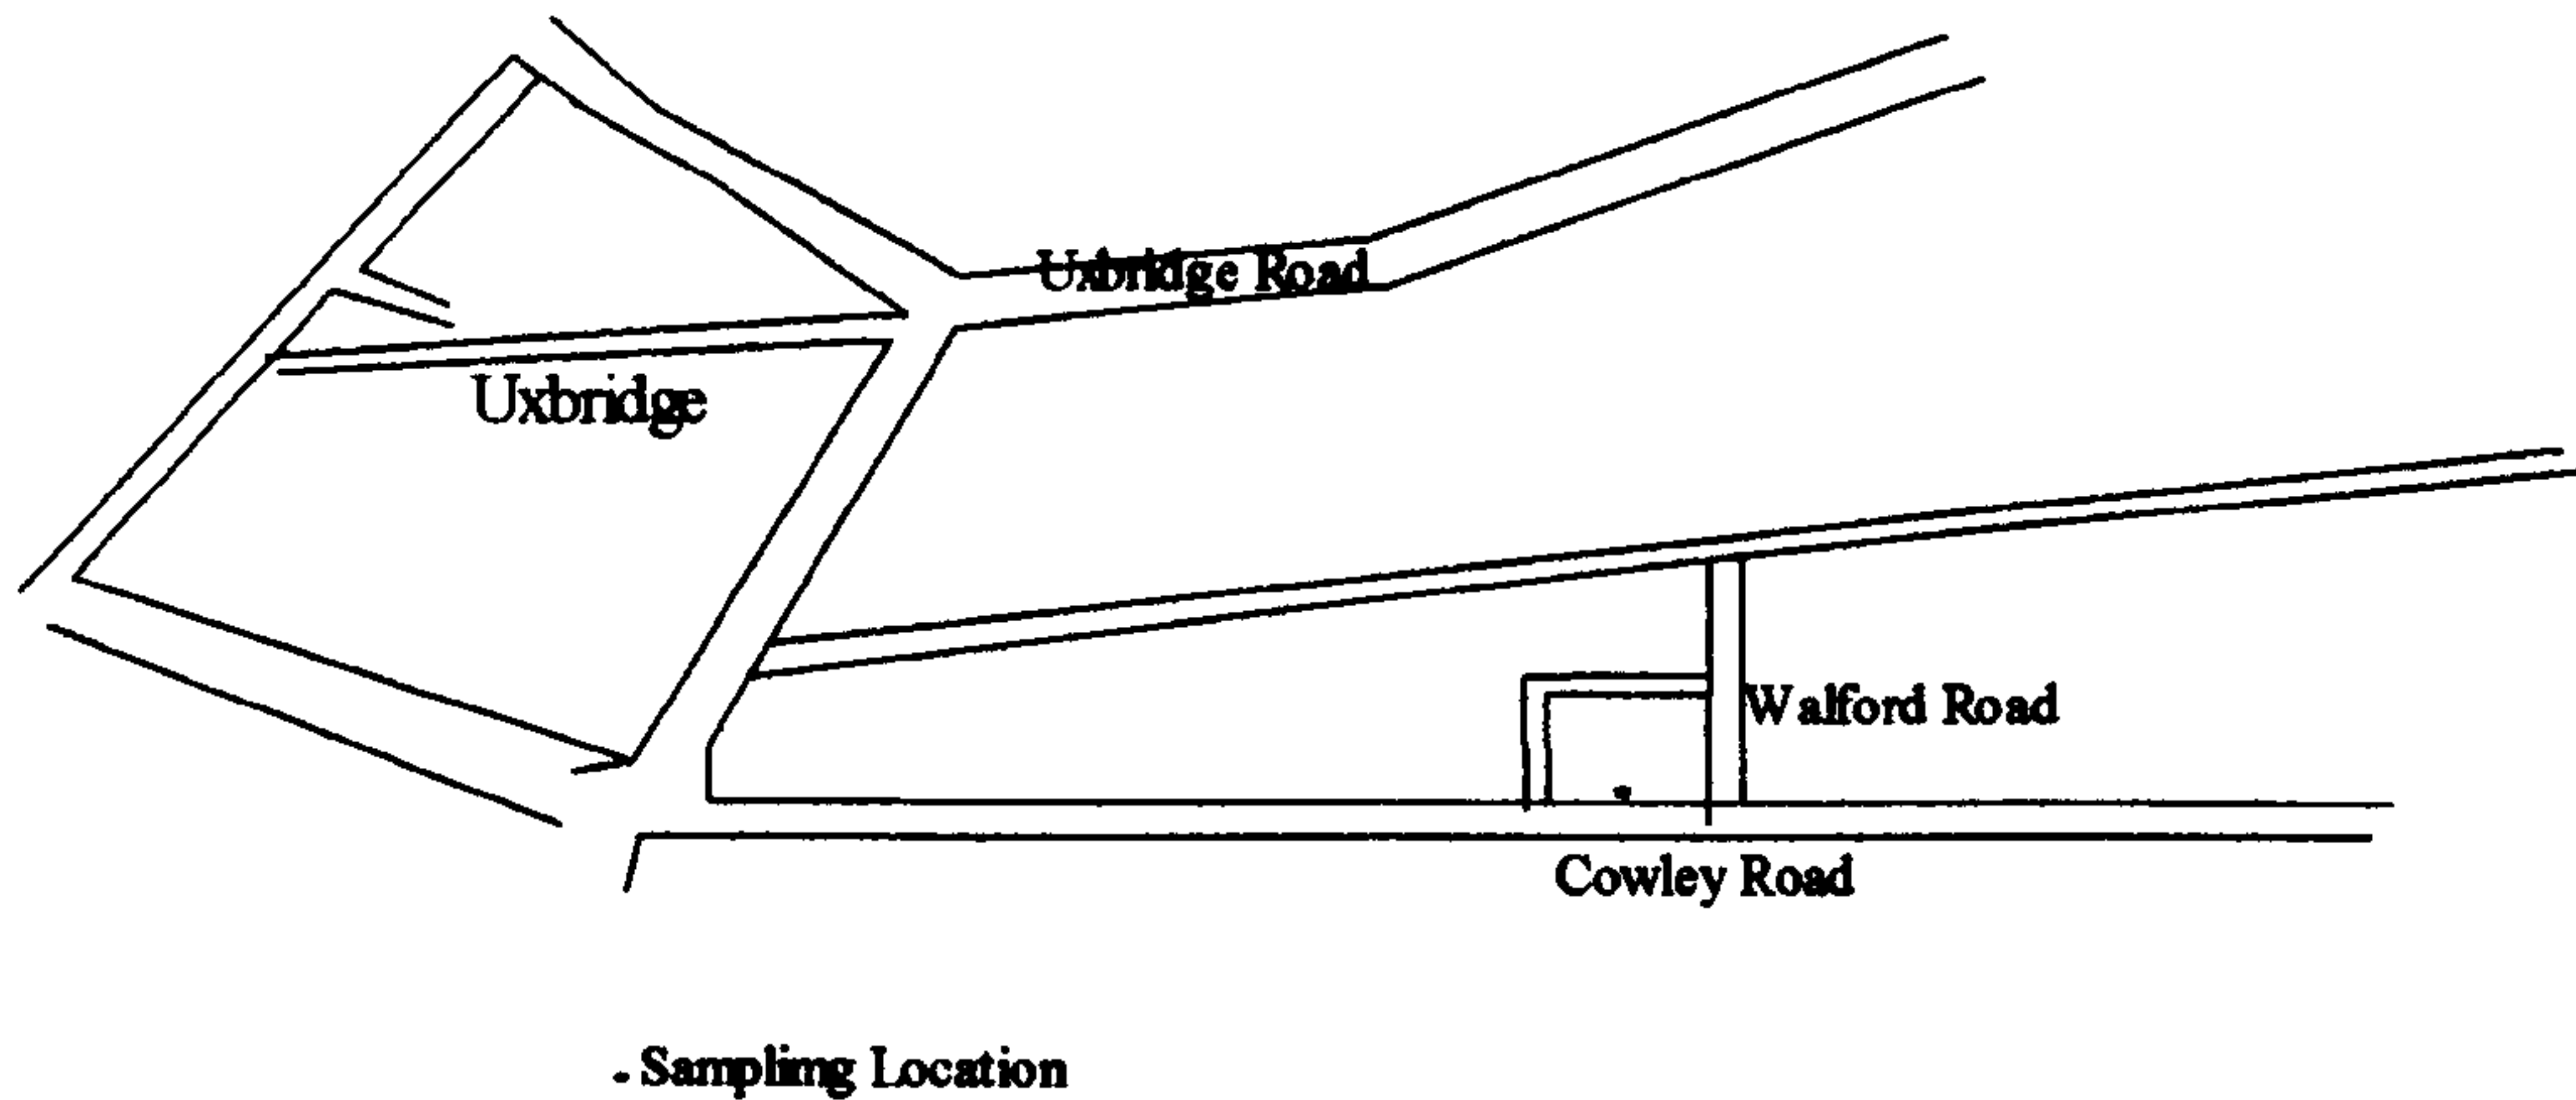 Uxbridge Road
Uxbridge
Walford Road
Cowley Road
Sampling Location